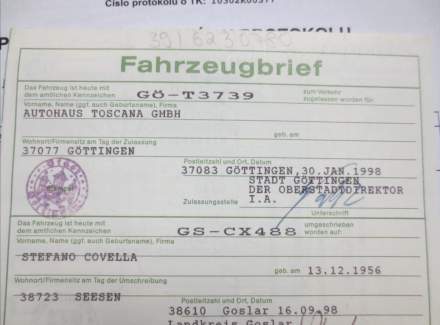 Číslo protokolu o TK:
PROTOKOLU
391623
Fahrzeugbrief
Das Fahrzeug ist heute mit
dem amtlichen Kennzeichen GÖ-T3739 zum Verkehr
zugelassen worden für:
Vorname, Name (ggf. auch Geburtsname), Firma
AUTOHAUS TOSCANA GMBH
geb. am
Wohnort/Firmensitz am Tag der Zulassung
37077 GÖTTINGEN
Postleitzahl und Ort, Datum
37083 GÖTTINGEN,30.JAN.1998
STADT GÖTTINGEN
DER OBERSTADTDIREKTOR
Zulassungsstelle I.A.
Unterschrift
Das Fahrzeug ist heute mit
dem amtlichen Kennzeichen GS-CX488 umgeschrieben
worden auf:
Vorname, Name (ggf. auch Geburtsname), Firma
STEFANO COVELLA
geb. am 13.12.1956
Wohnort/Firmensitz am Tag der Umschreibung
38723 SEESEN
Postleitzahl und Ort, Datum
38610 Goslar 16.09.98
Landkreis Goslar